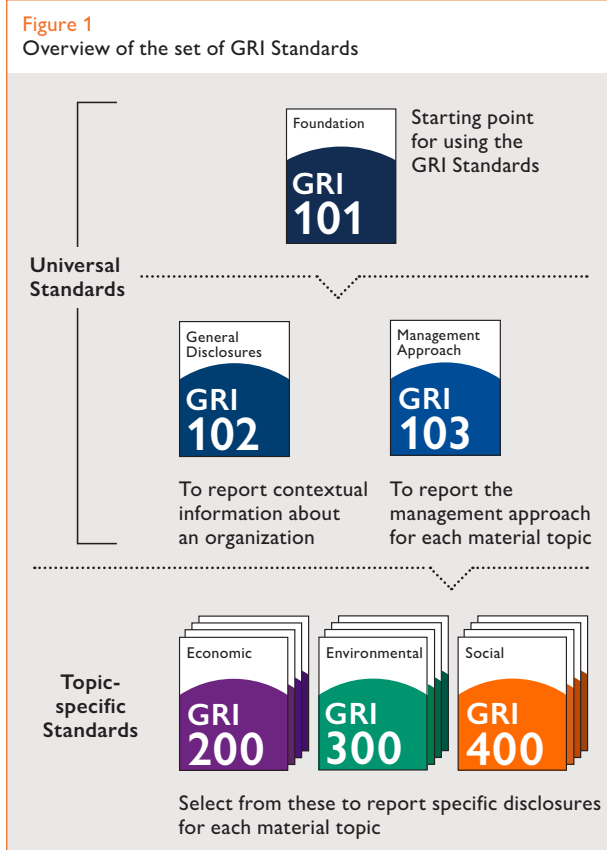 Figure 1
Overview of the set of GRI Standards
Foundation
GRI
101
Starting point
for using the
GRI Standards
Universal
Standards
General
Disclosures
GRI
102
Management
Approach
GRI
103
To report contextual
information about
an organization
To report the
management approach
for each material topic
Topic-
specific
Standards
Economic
GRI
200
Environmental
GRI
300
Social
GRI
400
Select from these to report specific disclosures
for each material topic